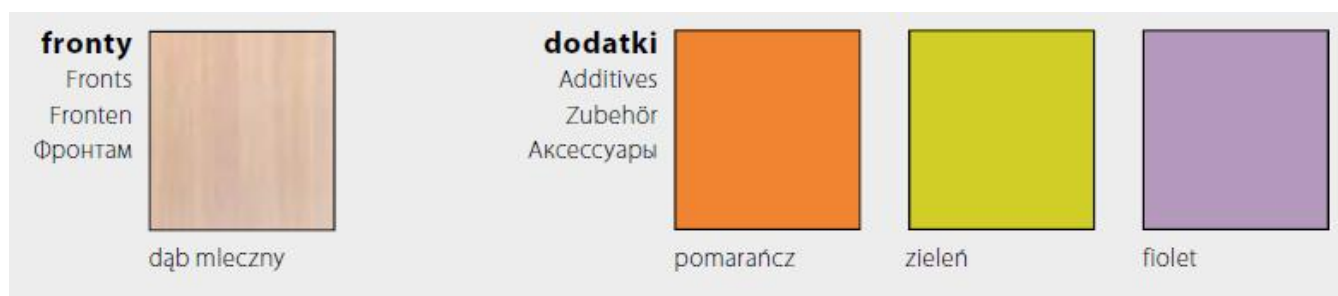 fronty
Fronts
Fronten
Фронтам
dąb mleczny
dodatki
Additives
Zubehör
Аксессуары
pomarańcz
zieleń
fiolet